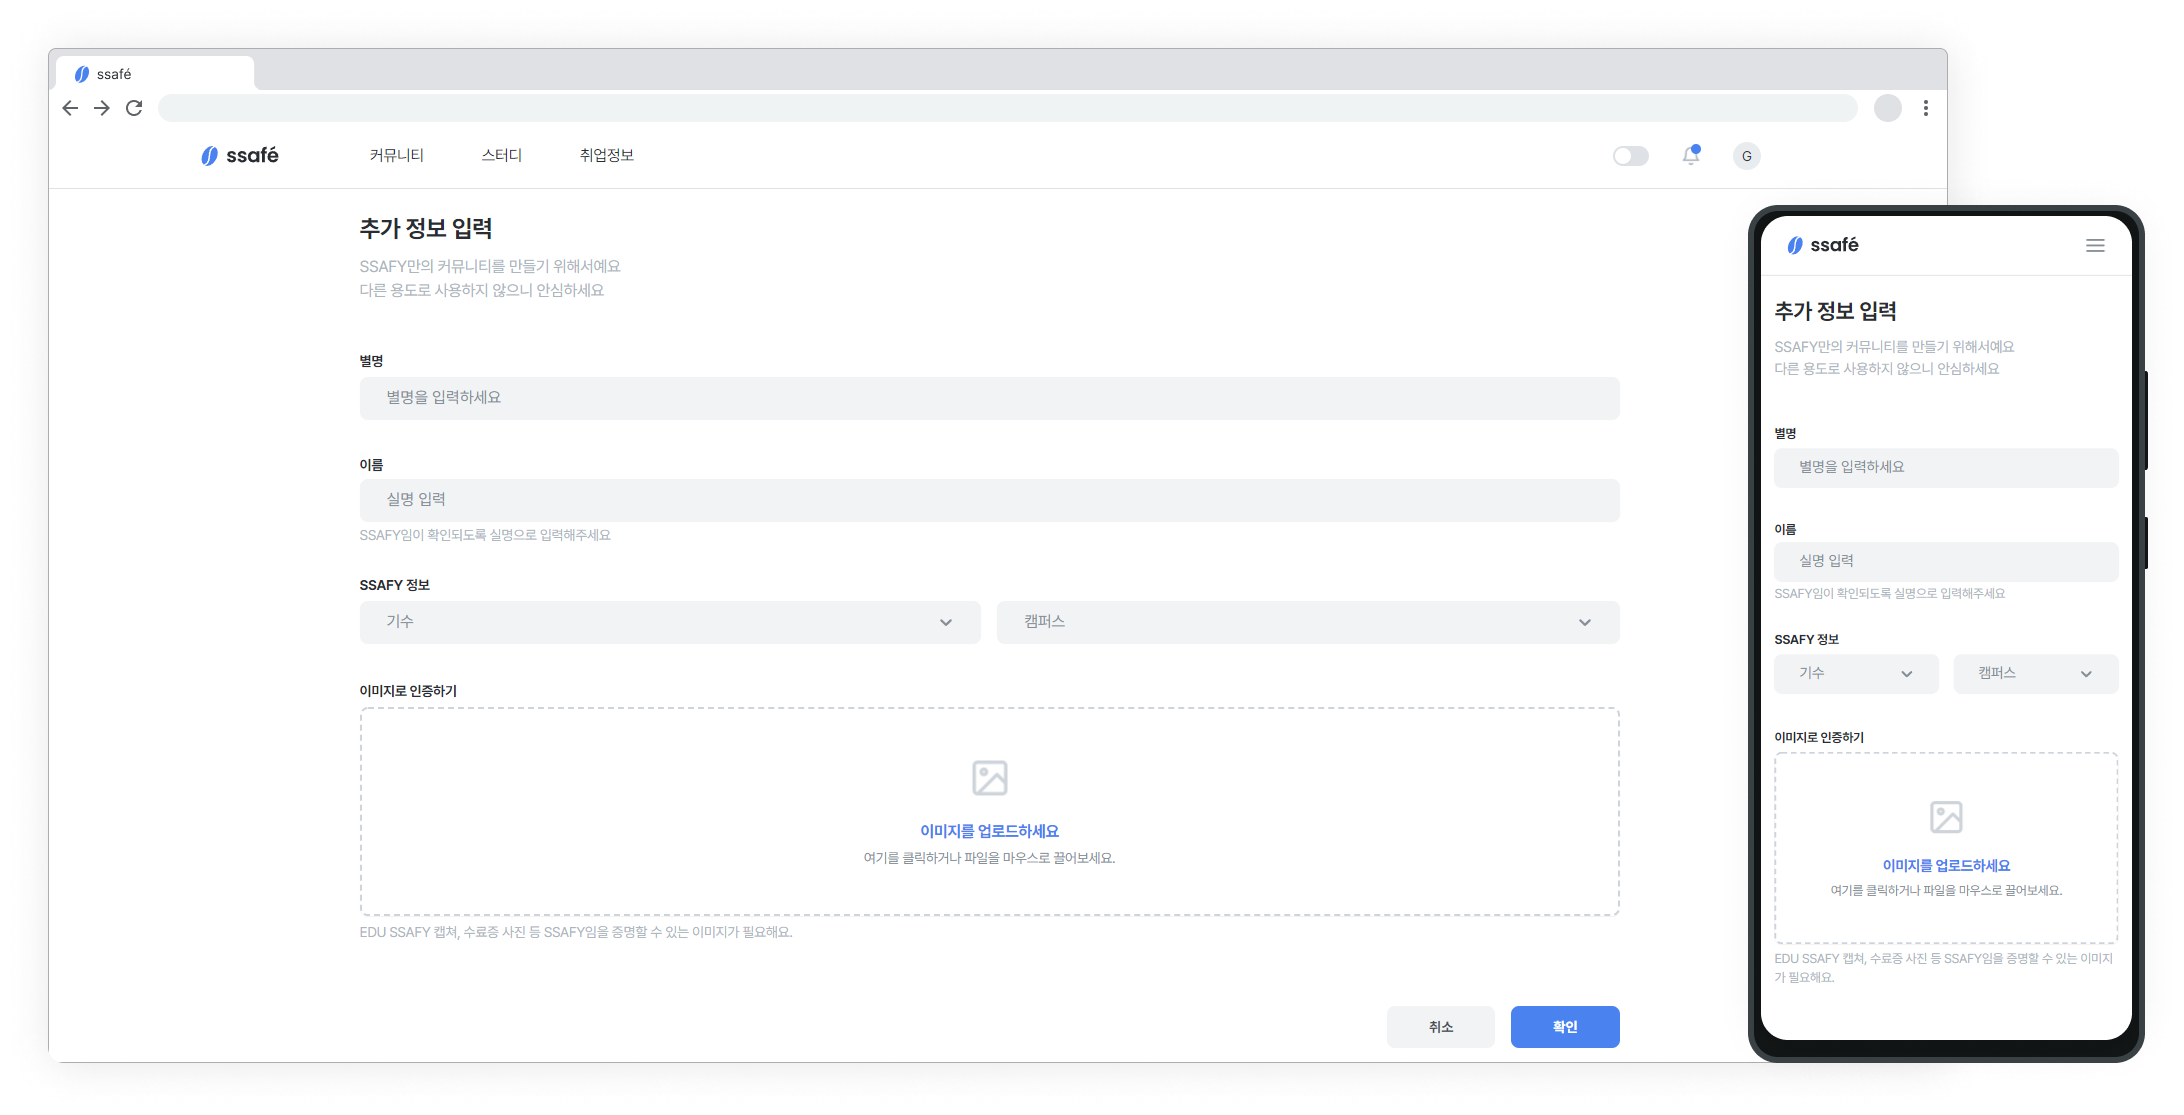 ssafé
ssafé
커뮤니티
스터디
취업정보
G
추가 정보 입력
SSAFY만의 커뮤니티를 만들기 위해서예요
다른 용도로 사용하지 않으니 안심하세요
별명
별명을 입력하세요
이름
실명 입력
SSAFY임이 확인되도록 실명으로 입력해주세요
SSAFY 정보
기수
캠퍼스
이미지로 인증하기
이미지를 업로드하세요
여기를 클릭하거나 파일을 마우스로 끌어보세요.
EDU SSAFY 캡쳐, 수료증 사진 등 SSAFY임을 증명할 수 있는 이미지가 필요해요.
취소
확인
ssafé
추가 정보 입력
SSAFY만의 커뮤니티를 만들기 위해서예요
다른 용도로 사용하지 않으니 안심하세요
별명
별명을 입력하세요
이름
실명 입력
SSAFY임이 확인되도록 실명으로 입력해주세요
SSAFY 정보
기수
캠퍼스
이미지로 인증하기
이미지를 업로드하세요
여기를 클릭하거나 파일을 마우스로 끌어보세요.
EDU SSAFY 캡쳐, 수료증 사진 등 SSAFY임을 증명할 수 있는 이미지
가 필요해요.